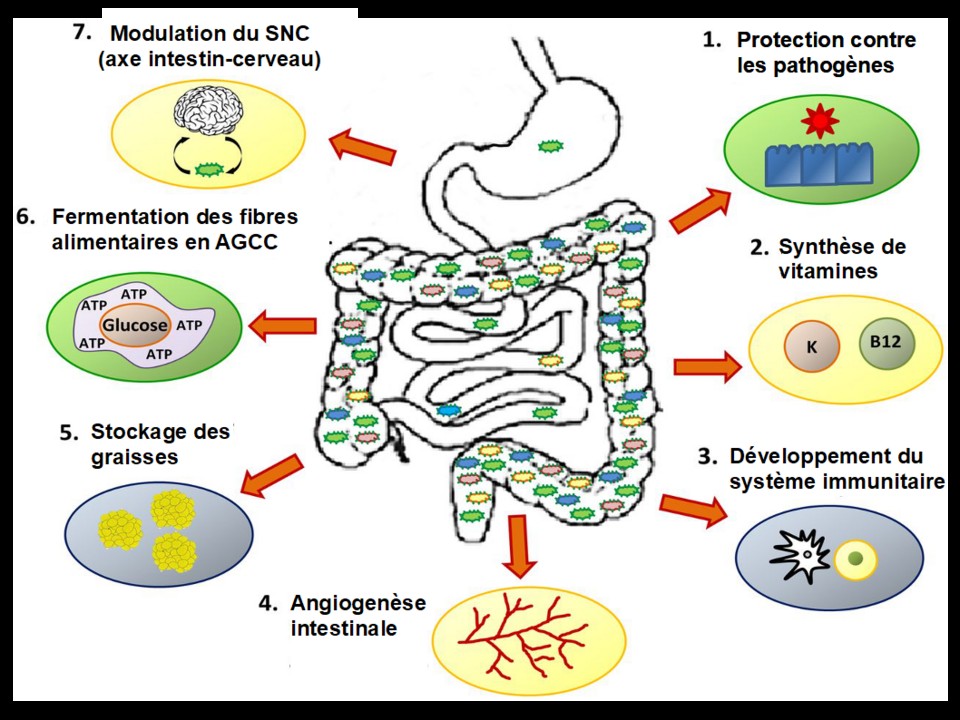 7. Modulation du SNC
(axe intestin-cerveau)
1. Protection contre
les pathogènes
6. Fermentation des fibres
alimentaires en AGCC
ATP
ATP
Glucose
ATP
ATP
ATP
2. Synthèse de
vitamines
K
B12
5. Stockage des
graisses
3. Développement du
système immunitaire
4. Angiogenèse
intestinale